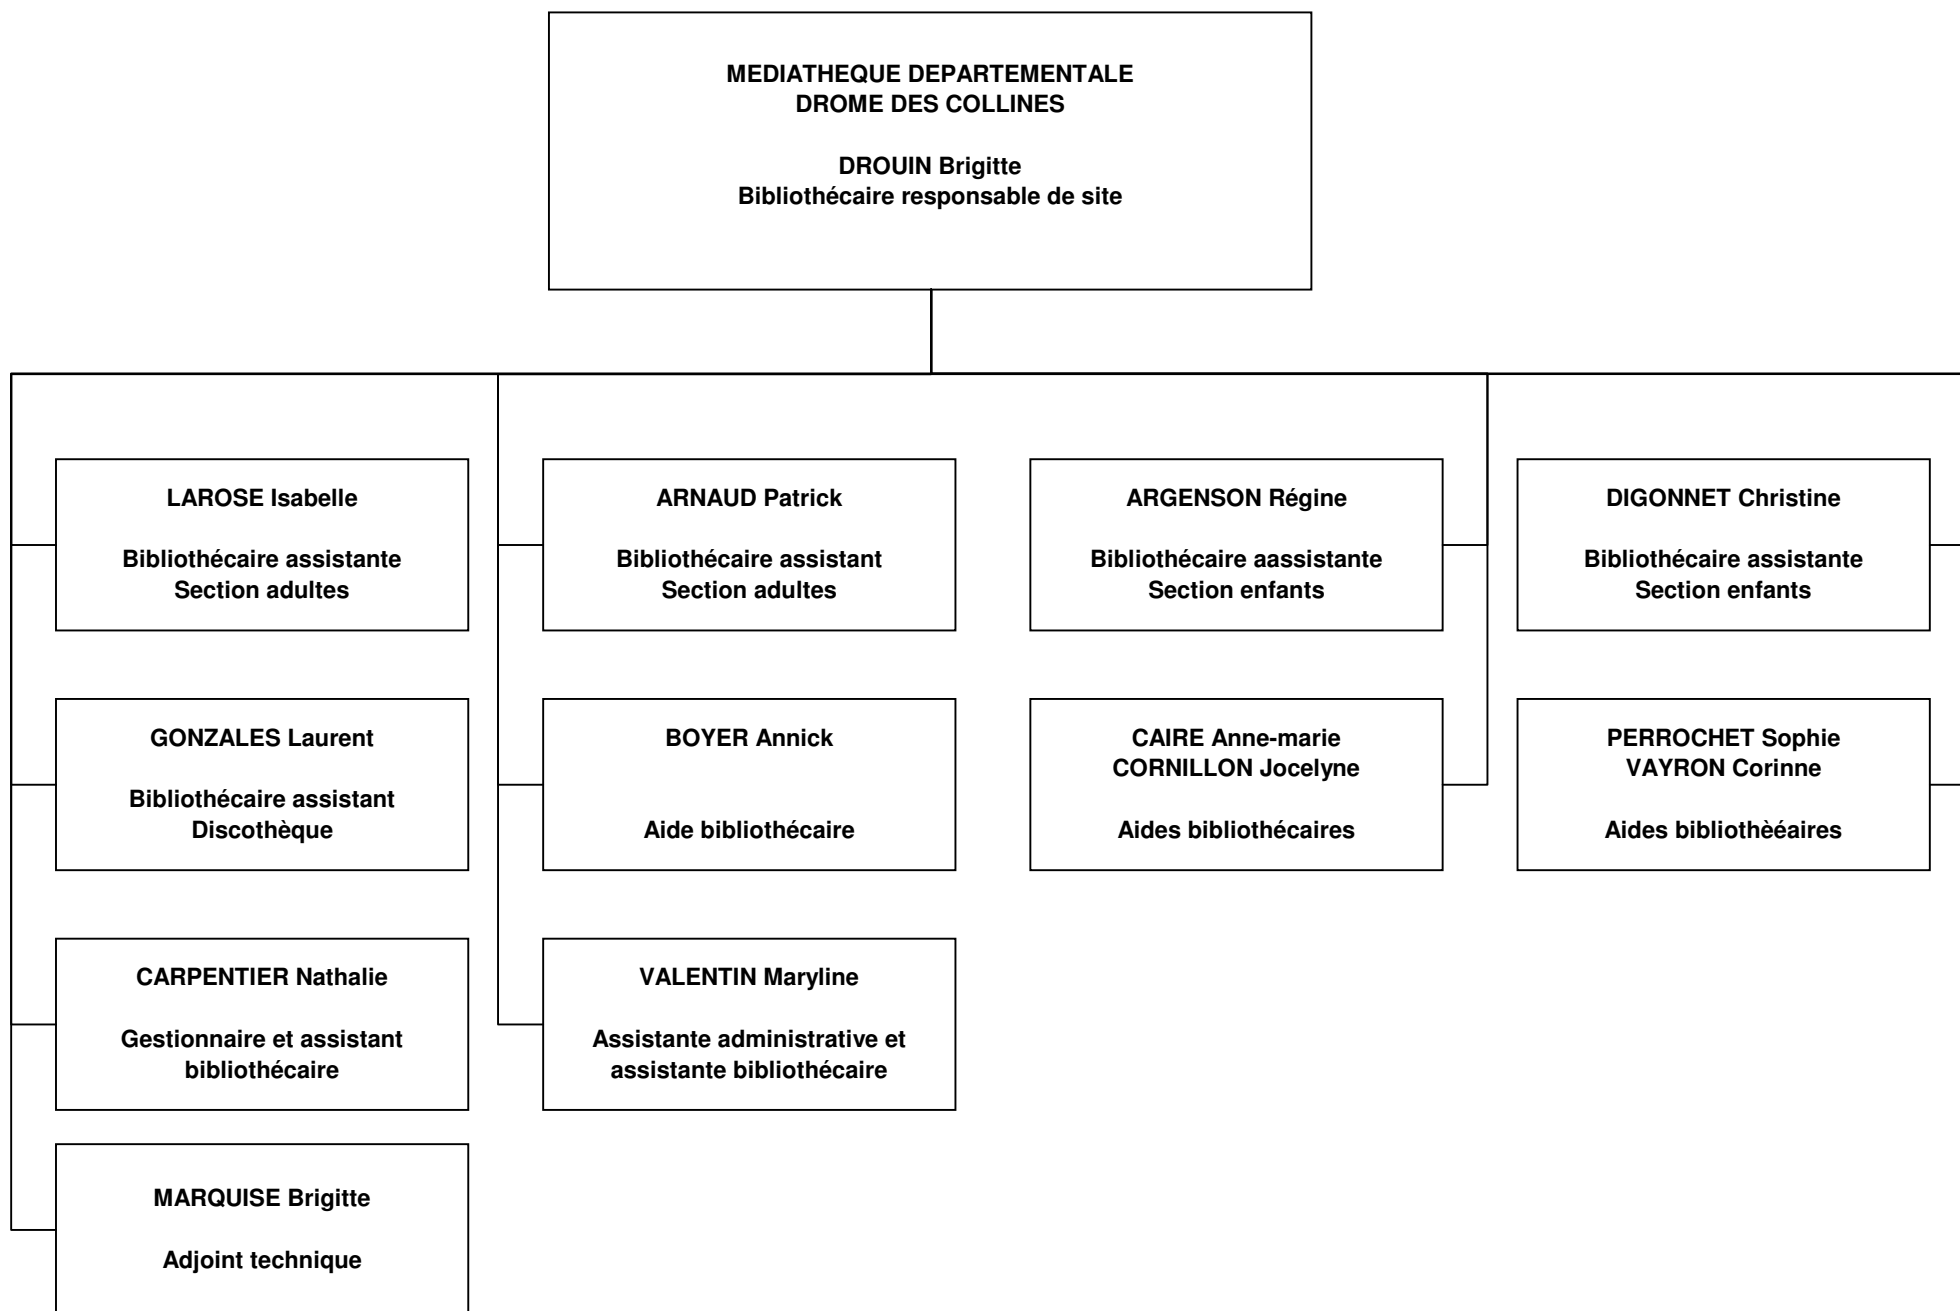 MEDIATHEQUE DEPARTEMENTALE
DROME DES COLLINES
DROUIN Brigitte
Bibliothécaire responsable de site
LAROSE Isabelle
Bibliothécaire assistante
Section adultes
ARNAUD Patrick
Bibliothécaire assistant
Section adultes
ARGENSON Régine
Bibliothécaire aassistante
Section enfants
DIGONNET Christine
Bibliothécaire assistante
Section enfants
GONZALES Laurent
Bibliothécaire assistant
Discothèque
BOYER Annick
Aide bibliothécaire
CAIRE Anne-marie
CORNILLON Jocelyne
Aides bibliothécaires
PERROCHET Sophie
VAYRON Corinne
Aides bibliothèéaires
CARPENTIER Nathalie
Gestionnaire et assistant
bibliothécaire
VALENTIN Maryline
Assistante administrative et
assistante bibliothécaire
MARQUISE Brigitte
Adjoint technique